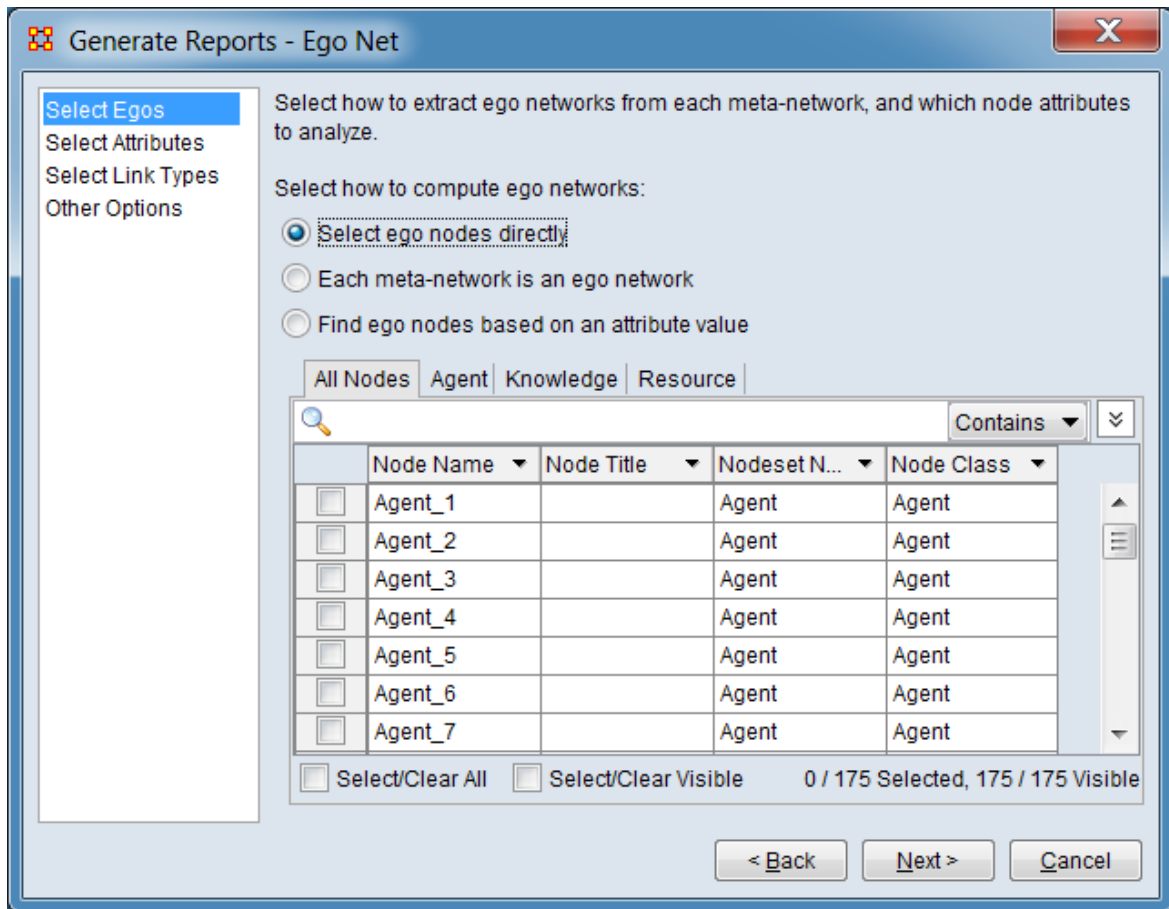 Generate Reports - Ego Net
Select Egos
Select Attributes
Select Link Types
Other Options
Select how to extract ego networks from each meta-network, and which node attributes
to analyze.
Select how to compute ego networks:
Select ego nodes directly
Each meta-network is an ego network
Find ego nodes based on an attribute value
All Nodes Agent Knowledge Resource
Contains
Node Name Node Title Nodeset N... Node Class
Agent_1 Agent Agent
Agent_2 Agent Agent
Agent_3 Agent Agent
Agent_4 Agent Agent
Agent_5 Agent Agent
Agent_6 Agent Agent
Agent_7 Agent Agent
Select/Clear All Select/Clear Visible 0 / 175 Selected, 175 / 175 Visible
< Back Next > Cancel